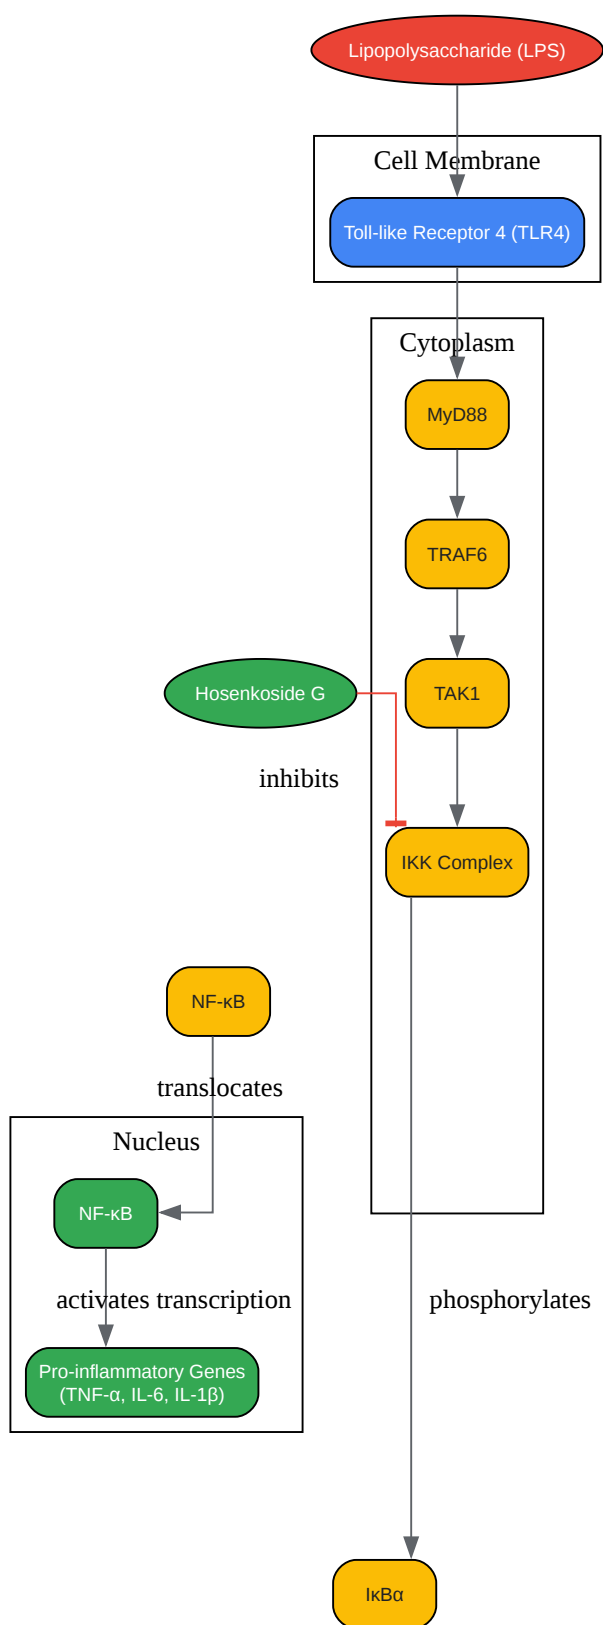 Lipopolysaccharide (LPS)
Cell Membrane
Toll-like Receptor 4 (TLR4)
Cytoplasm
MyD88
TRAF6
Hosenkoside G
TAK1
inhibits
IKK Complex
NF-κB
translocates
Nucleus
NF-κB
activates transcription
phosphorylates
Pro-inflammatory Genes
(TNF-α, IL-6, IL-1β)
IκBα